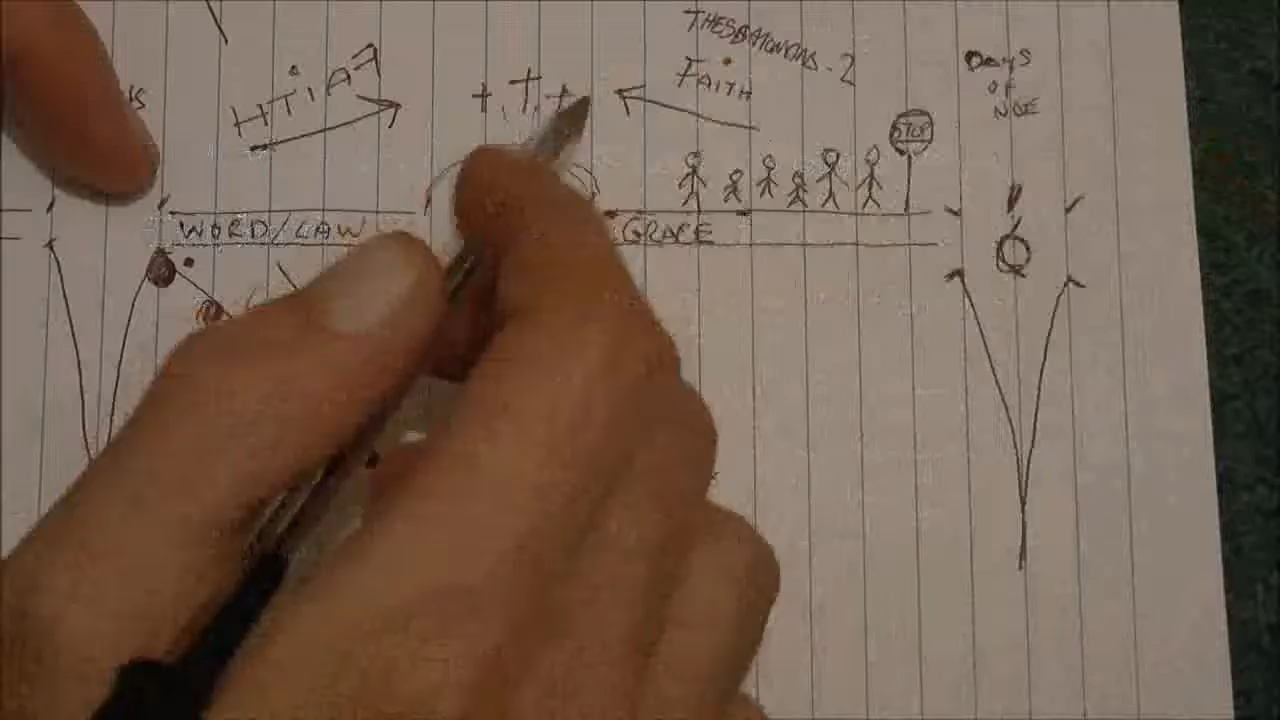 THESSALONIANS - 2
HTiAF
FAiTH
Days
OF
NOE
STOP
WORD/LAW
GRACE